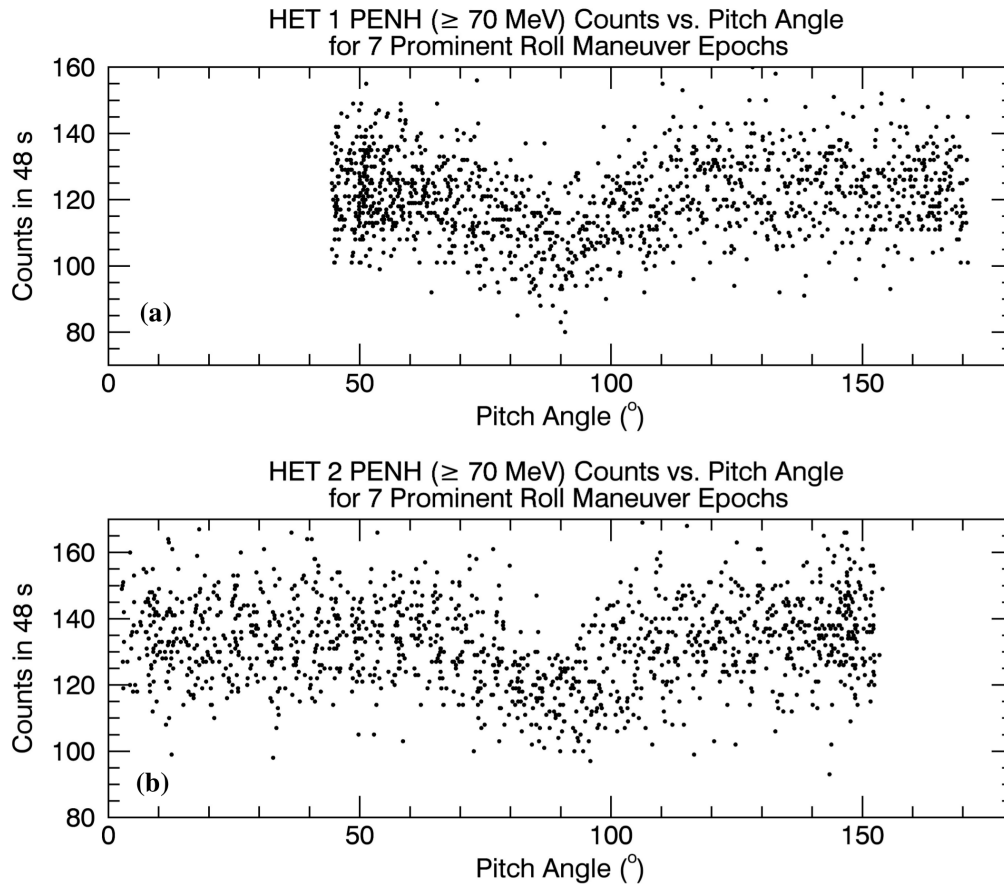 HET 1 PENH (≥ 70 MeV) Counts vs. Pitch Angle
for 7 Prominent Roll Maneuver Epochs
160
140
120
100
80
Counts in 48 s
(a)
0
50
100
150
Pitch Angle (°)
HET 2 PENH (≥ 70 MeV) Counts vs. Pitch Angle
for 7 Prominent Roll Maneuver Epochs
160
140
120
100
80
Counts in 48 s
(b)
0
50
100
150
Pitch Angle (°)